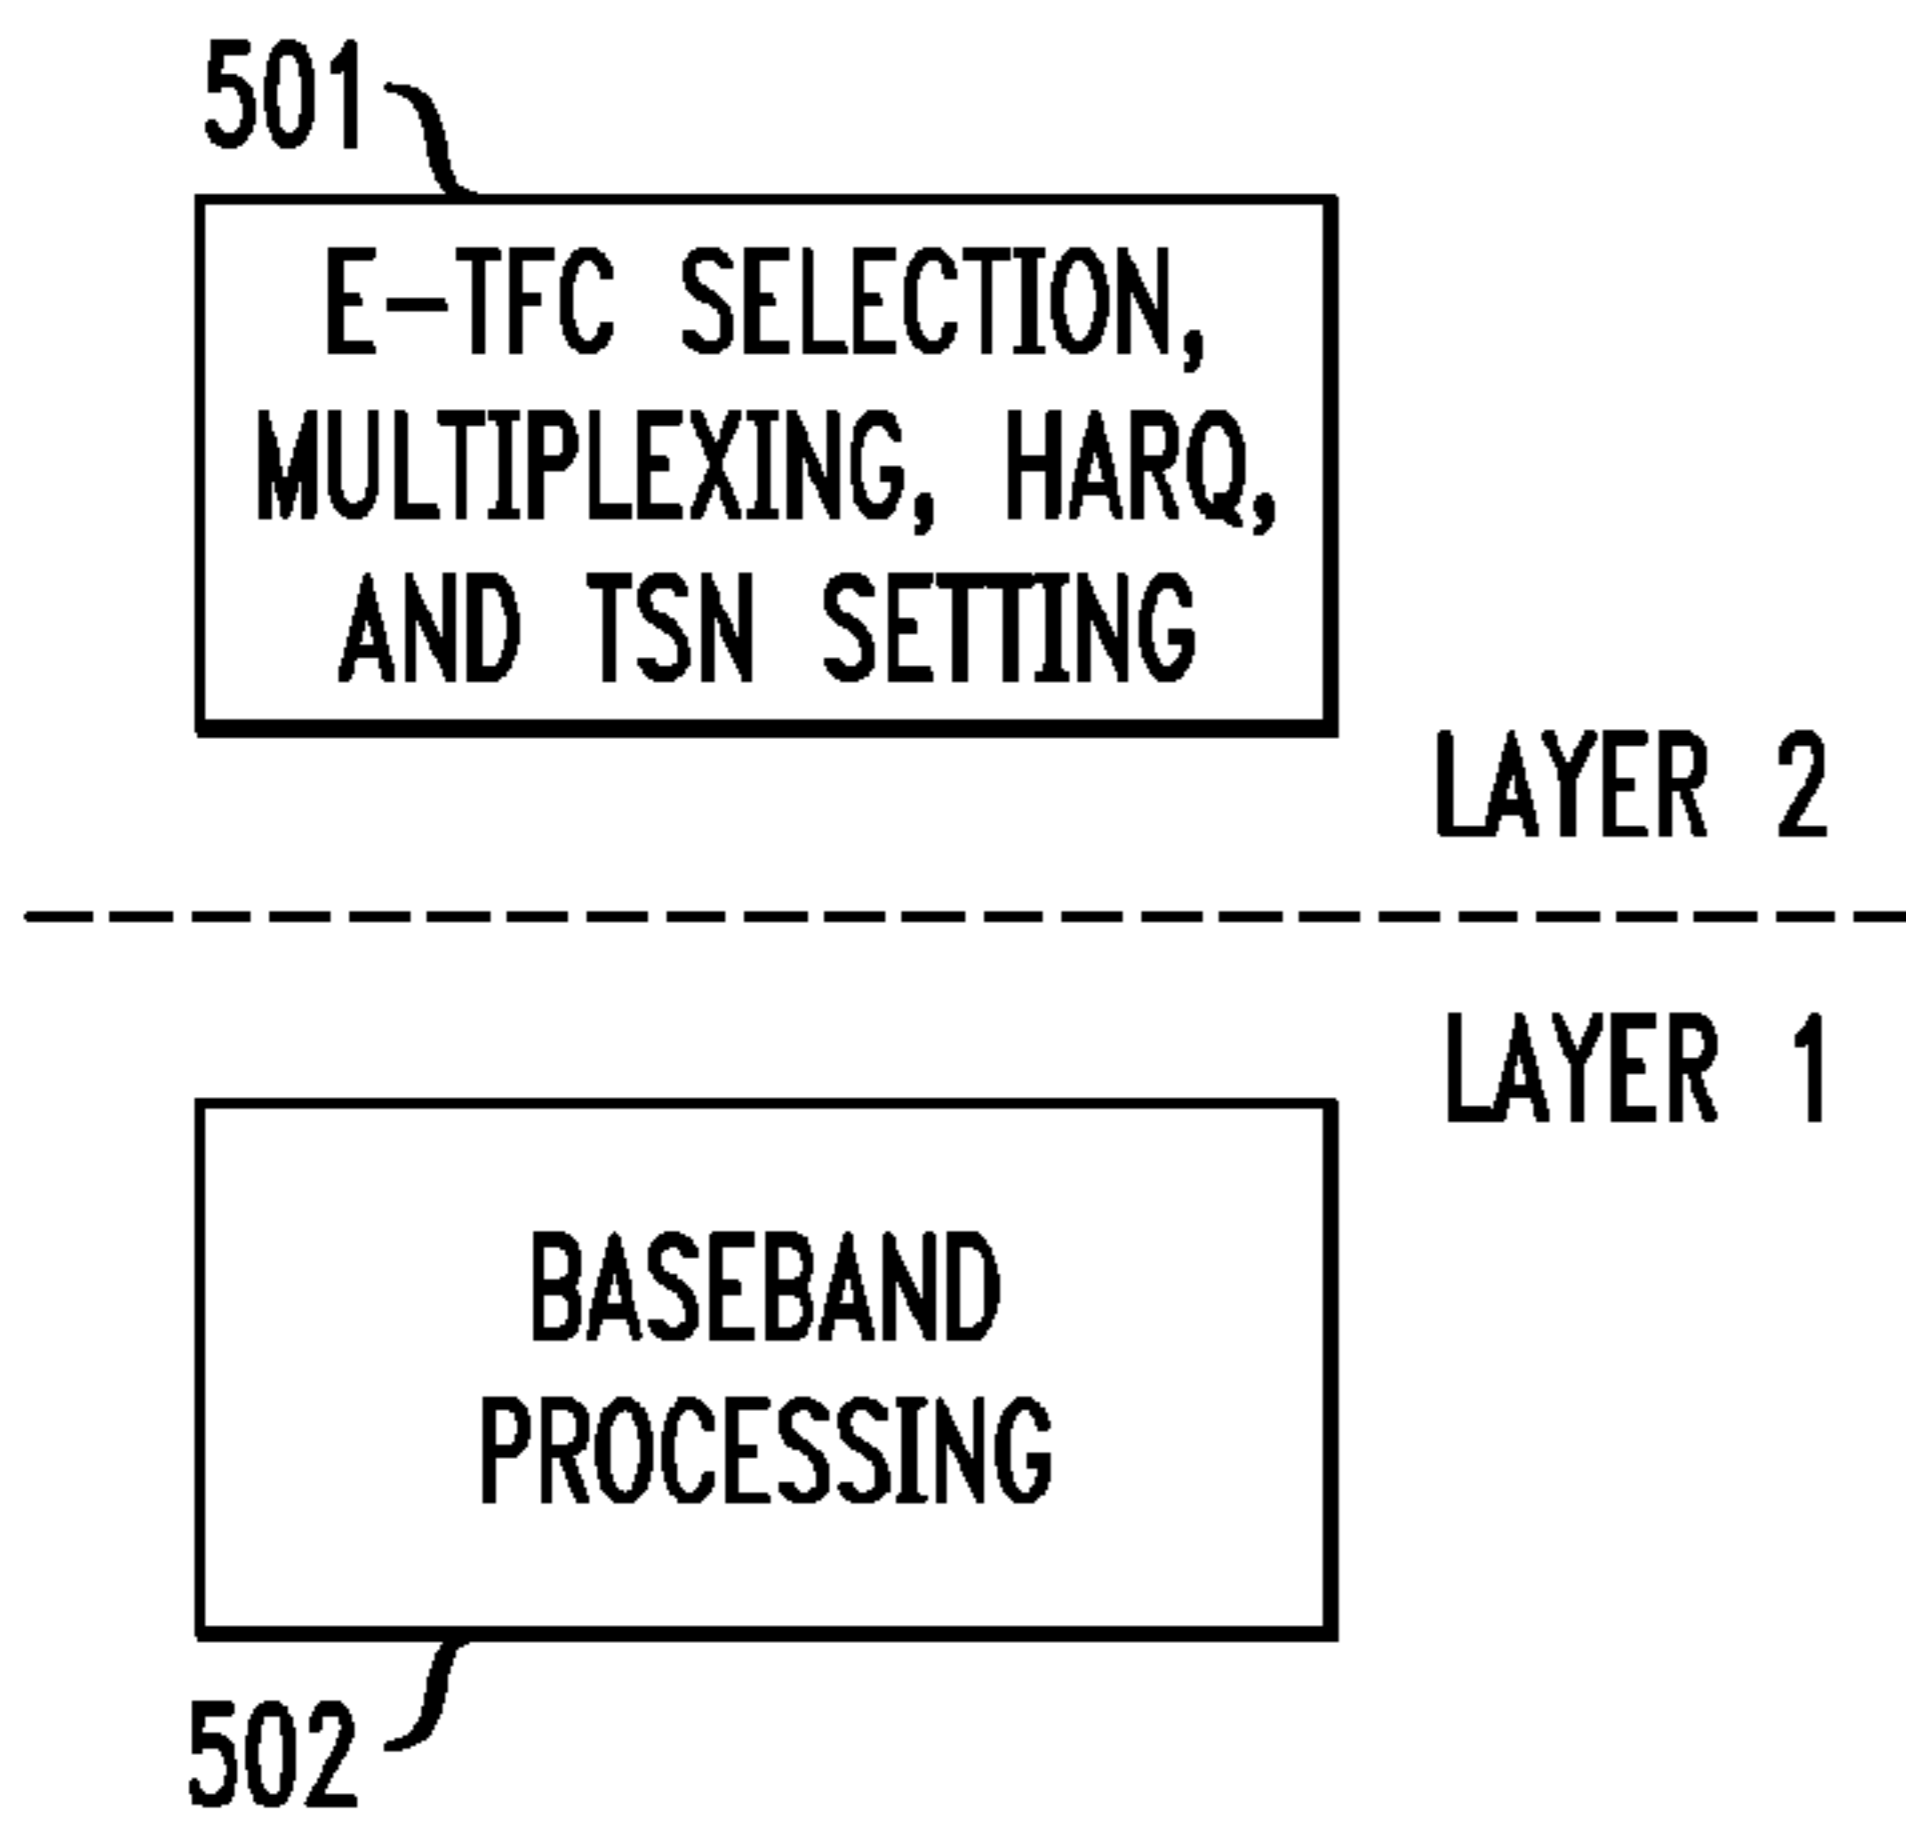 501
E-TFC SELECTION,
MULTIPLEXING, HARQ,
AND TSN SETTING
LAYER 2
LAYER 1
BASEBAND
PROCESSING
502